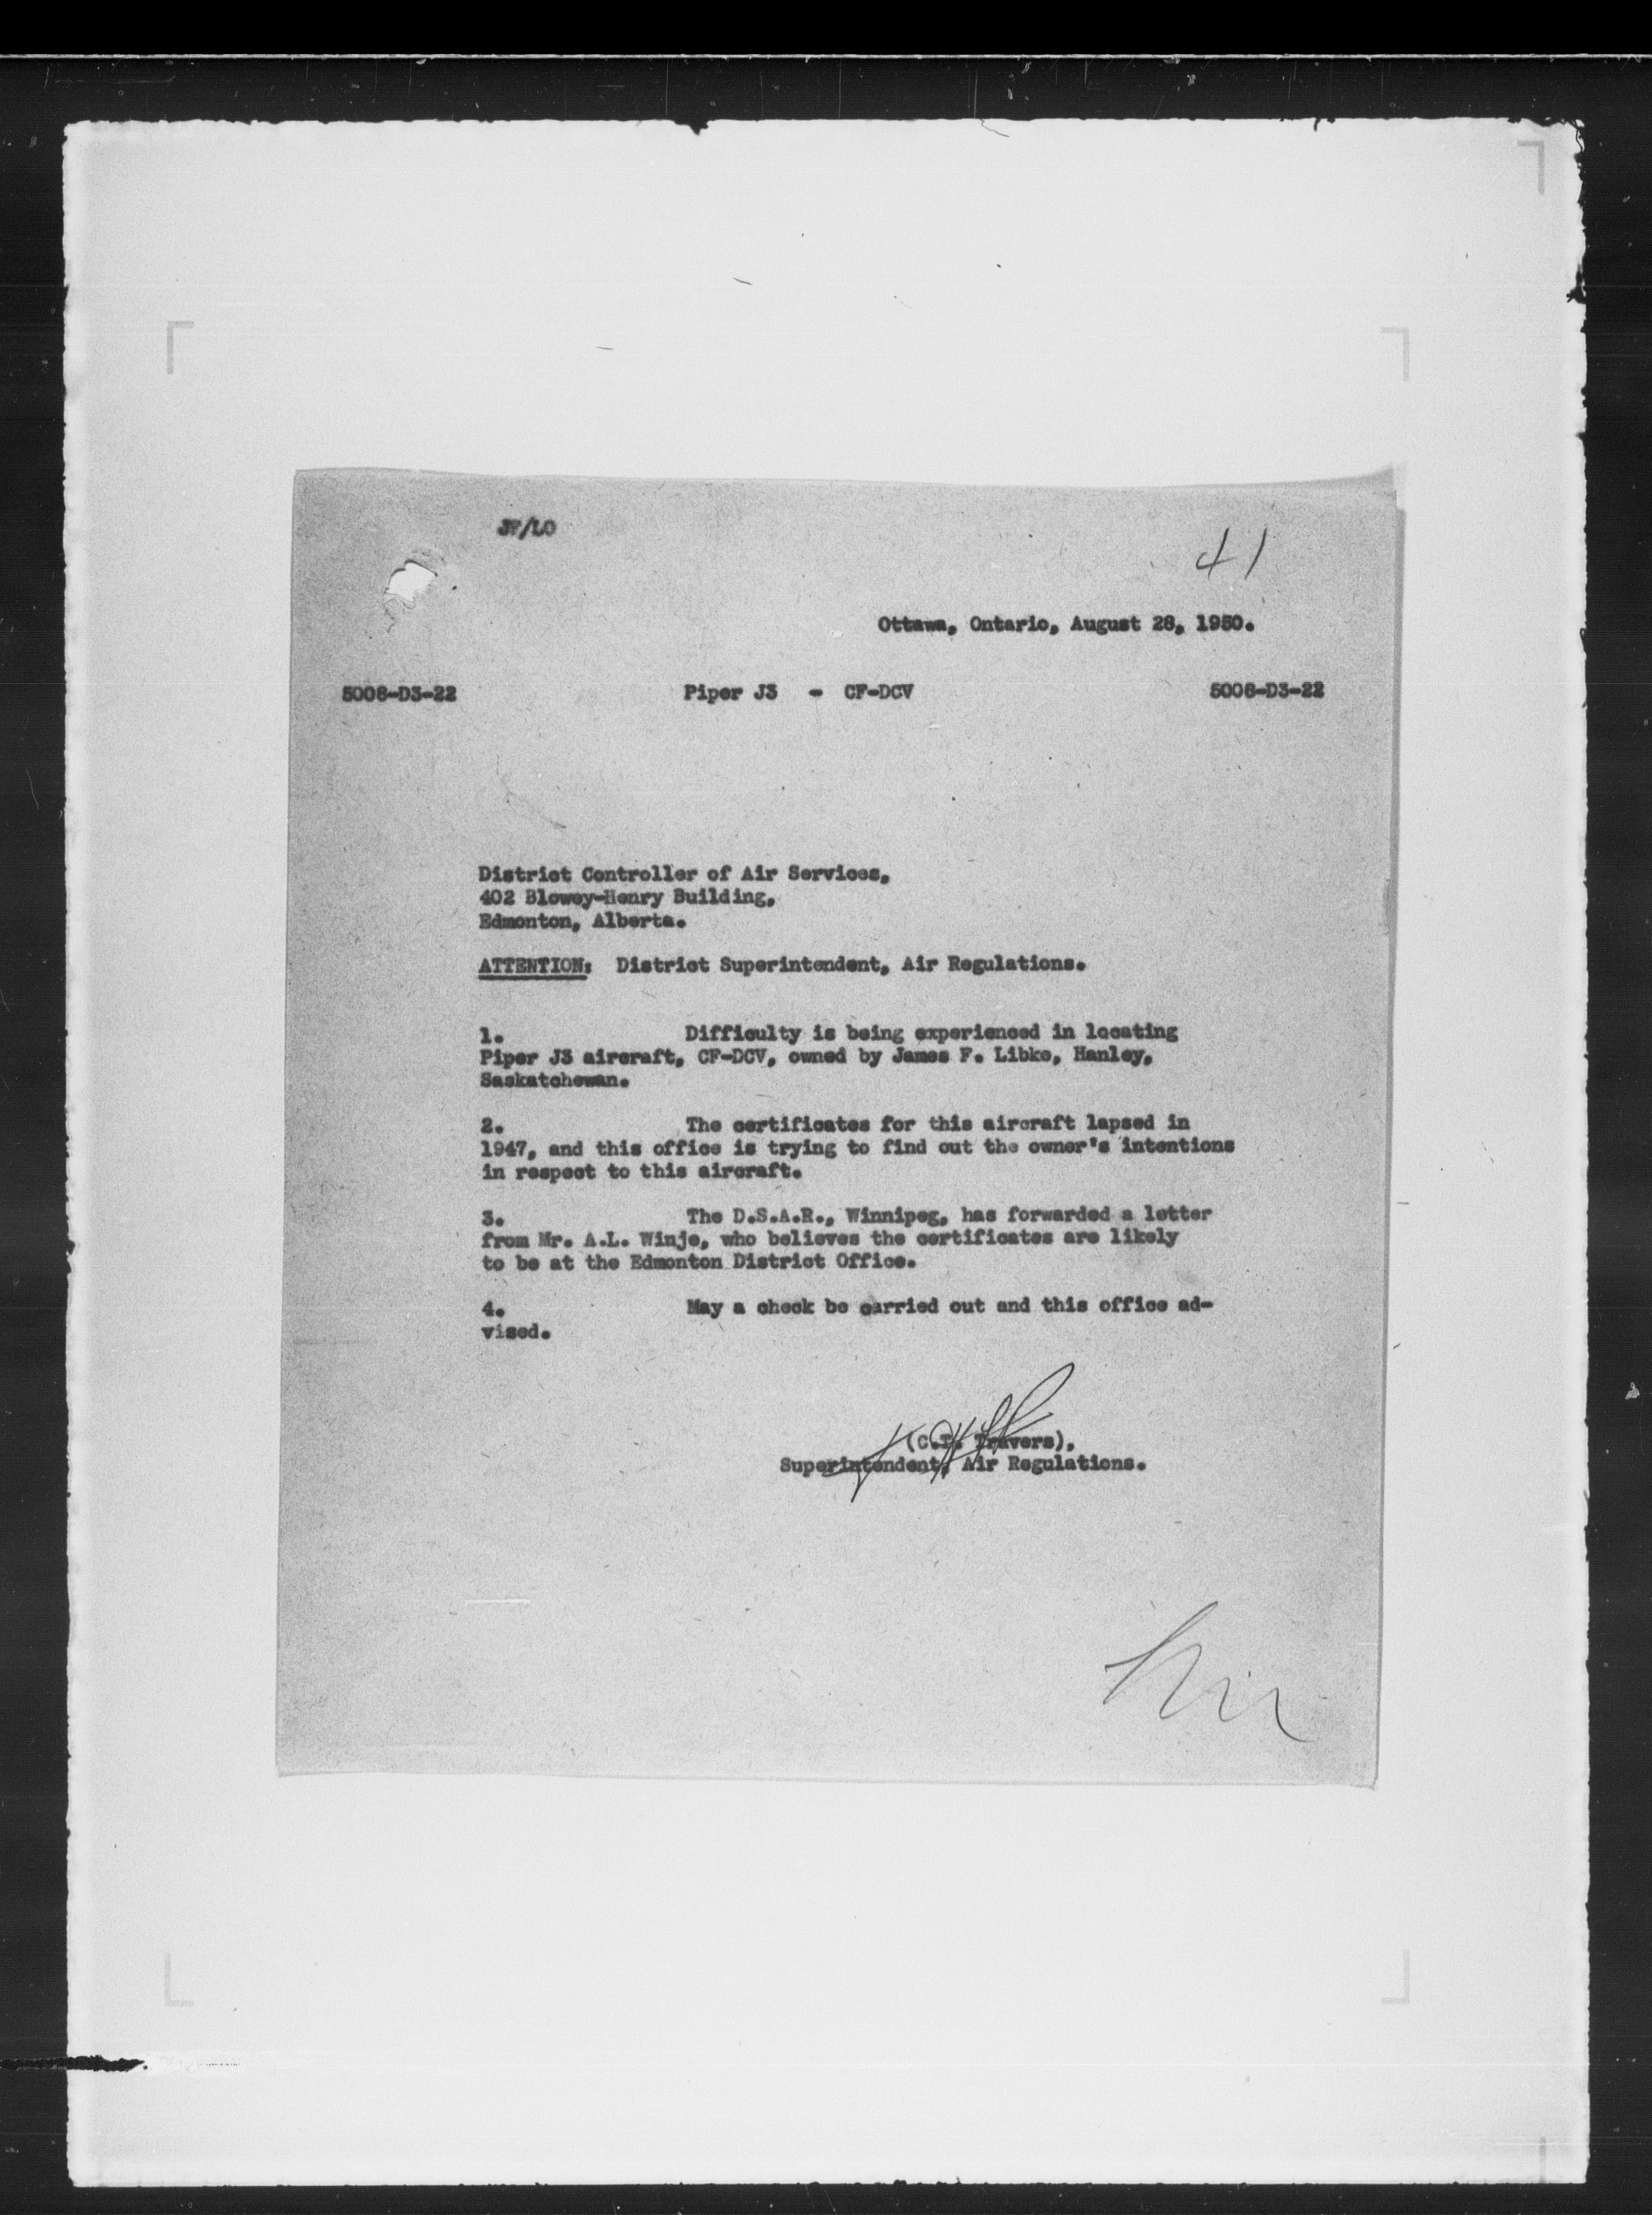 JF/LO
41
Ottawa, Ontario, August 28, 1950.
5008-D3-22 Piper J3 - CF-DCV 5008-D3-22
District Controller of Air Services,
402 Blowey-Henry Building,
Edmonton, Alberta.
ATTENTION: District Superintendent, Air Regulations.
1. Difficulty is being experienced in locating
Piper J3 aircraft, CF-DCV, owned by James F. Libke, Hanley,
Saskatchewan.
2. The certificates for this aircraft lapsed in
1947, and this office is trying to find out the owner's intentions
in respect to this aircraft.
3. The D.S.A.R., Winnipeg, has forwarded a letter
from Mr. A.L. Winje, who believes the certificates are likely
to be at the Edmonton District Office.
4. May a check be carried out and this office ad-
vised.
(C.T. Travers),
Superintendent, Air Regulations.